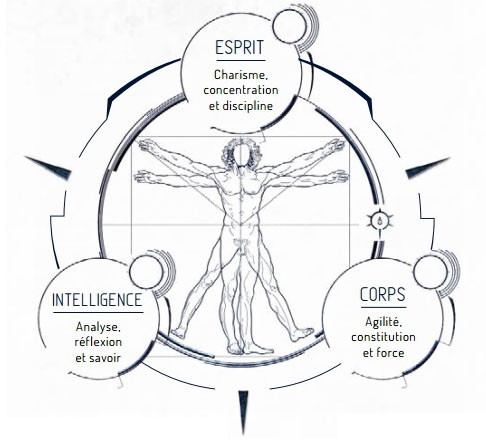 ESPRIT
Charisme,
concentration
et discipline
INTELLIGENCE
Analyse,
réflexion
et savoir
CORPS
Agilité,
constitution
et force